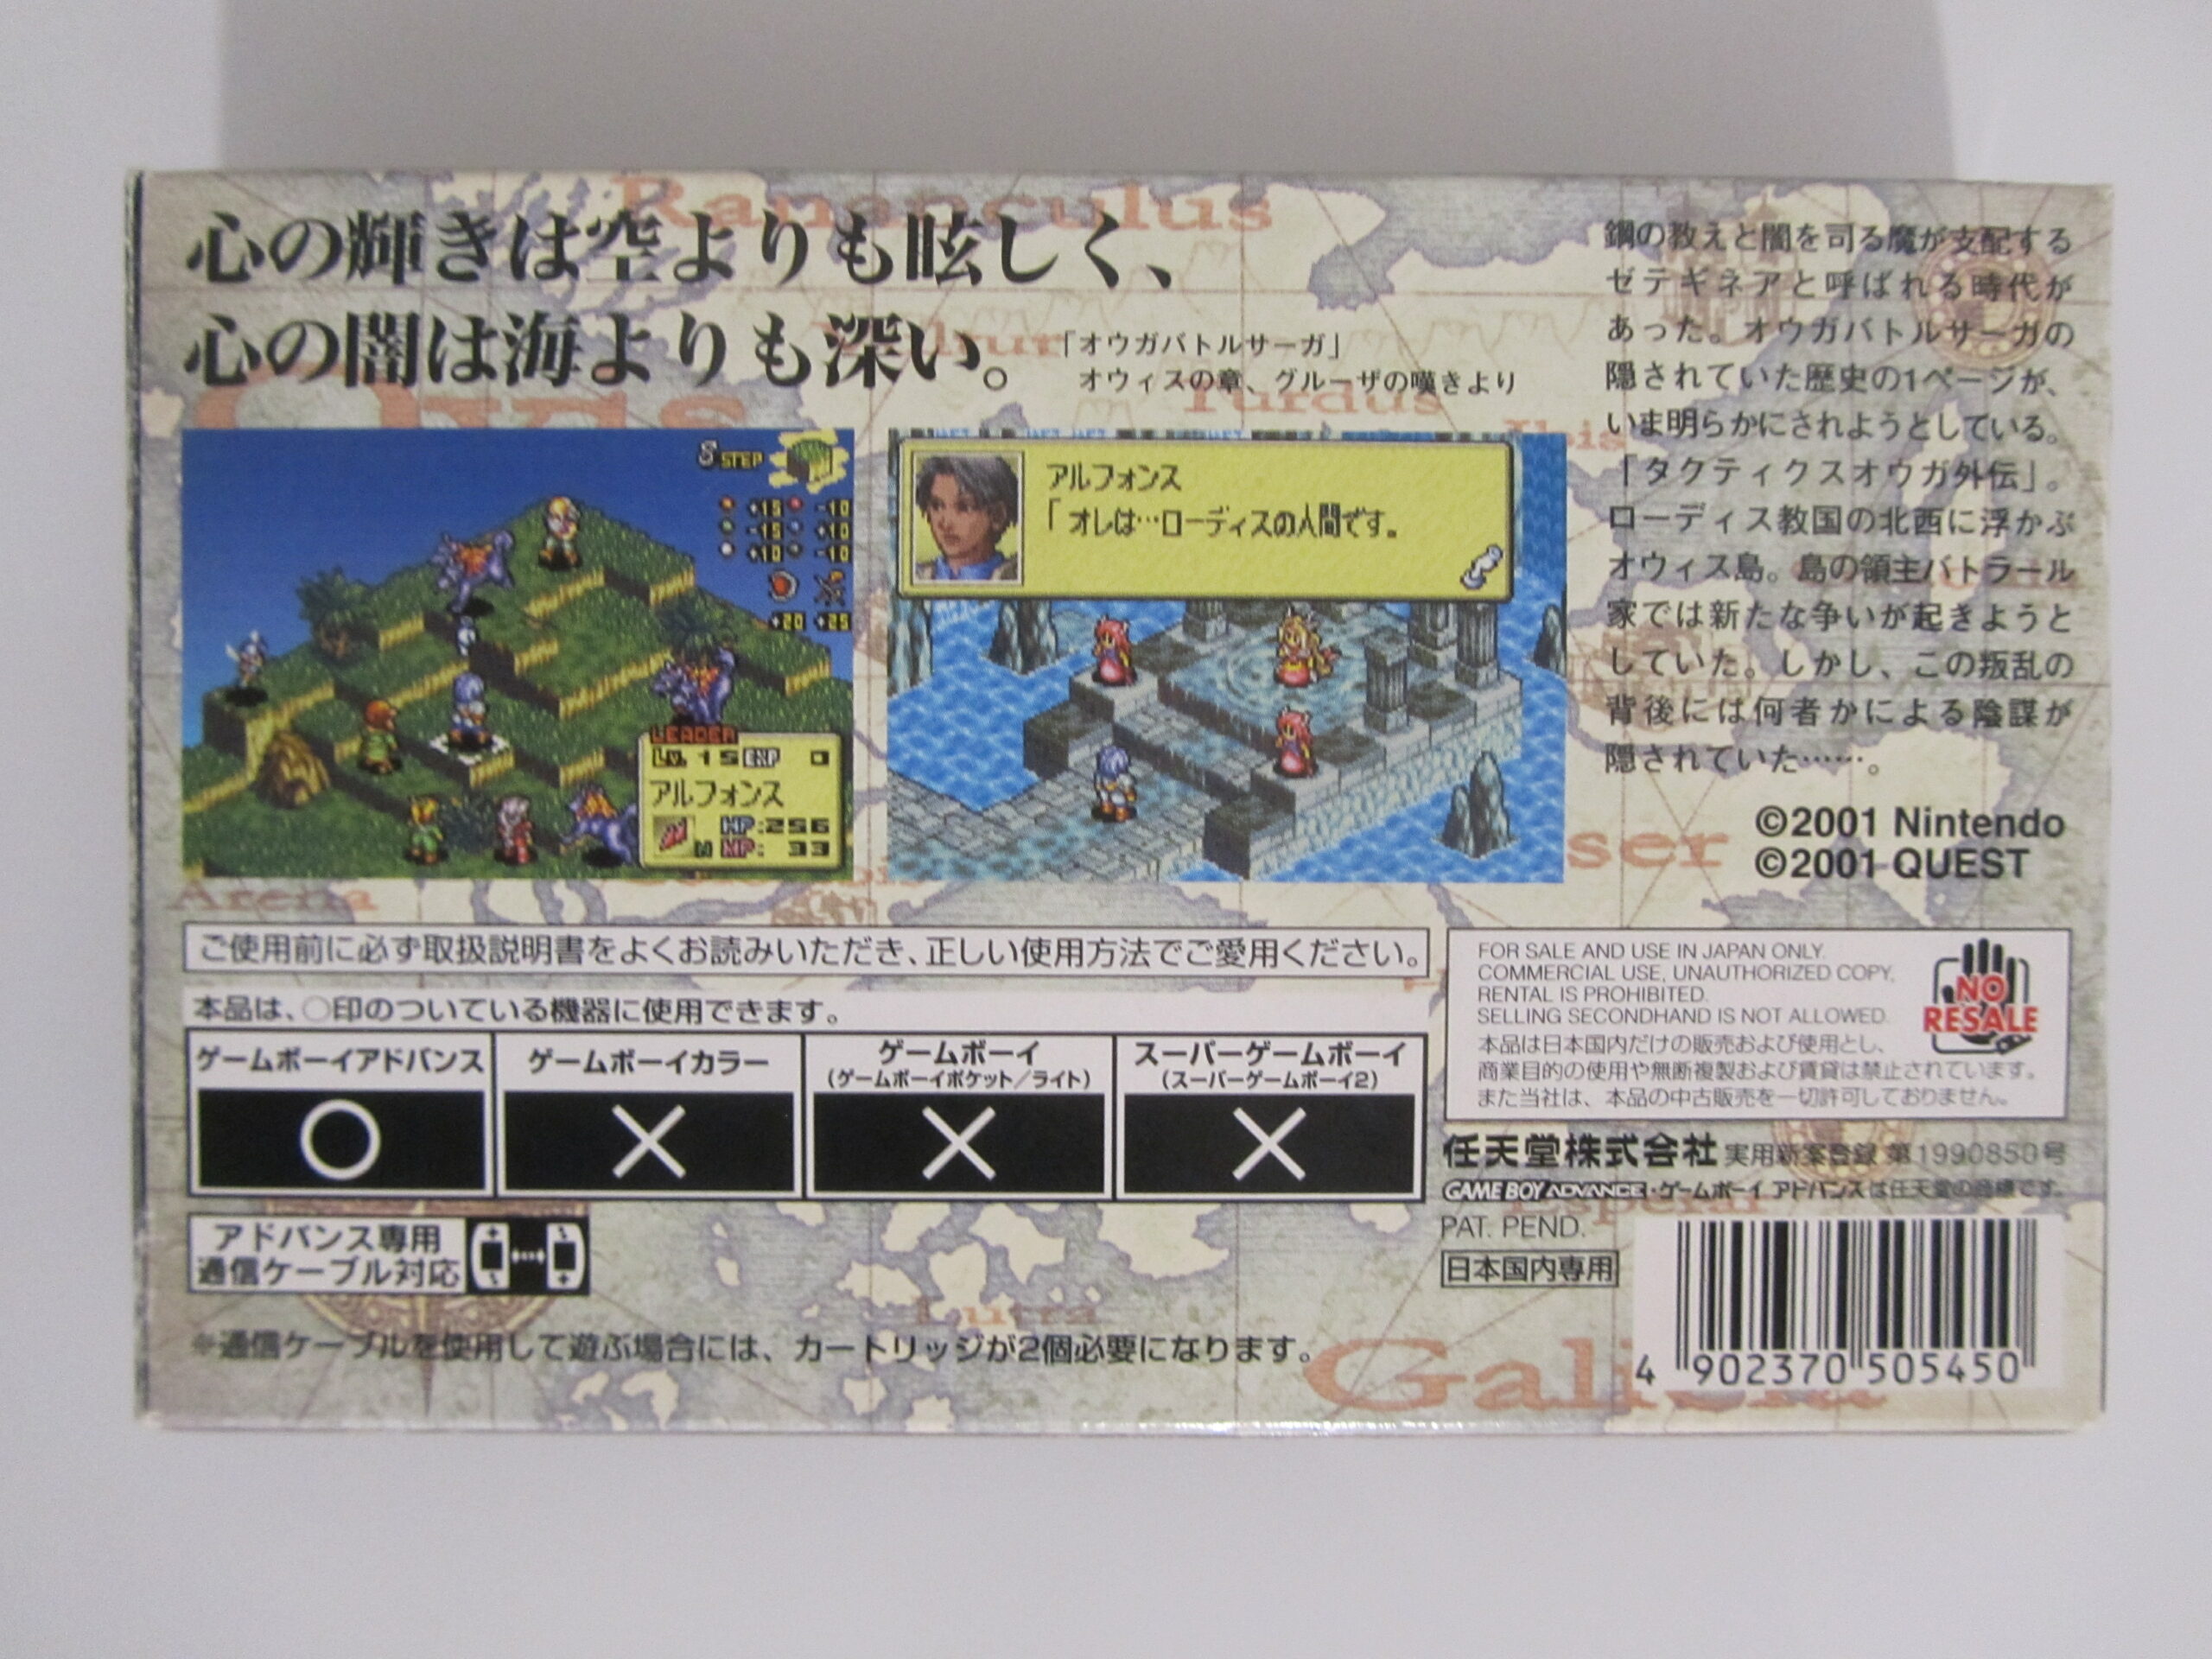 心の輝きは空よりも眩しく、
心の闇は海よりも深い。
「オウガバトルサーガ」
オウィスの章、グルーザの嘆きより
鋼の教えと闇を司る魔が支配する
ゼテギネアと呼ばれる時代が
あった。オウガバトルサーガの
隠されていた歴史の1ページが、
いま明らかにされようとしている。
「タクティクスオウガ外伝」。
ローディス教国の北西に浮かぶ
オウィス島。島の領主バトラール
家では新たな争いが起きようと
していた。しかし、この叛乱の
背後には何者かによる陰謀が
隠されていた……。
©2001 Nintendo
©2001 QUEST
Rananculus
Ovis
Turdus
Ibis
Arena
STEP
+15 -10
-15 +10
+10 -10
+20 +25
LEADER
Lv. 15 EXP 0
アルフォンス
HP:256
MP: 33
アルフォンス
「オレは…ローディスの人間です。
ご使用前に必ず取扱説明書をよくお読みいただき、正しい使用方法でご愛用ください。
本品は、○印のついている機器に使用できます。
ゲームボーイアドバンス
○
ゲームボーイカラー
×
ゲームボーイ
(ゲームボーイポケット/ライト)
×
スーパーゲームボーイ
(スーパーゲームボーイ2)
×
アドバンス専用
通信ケーブル対応
※通信ケーブルを使用して遊ぶ場合には、カートリッジが2個必要になります。
FOR SALE AND USE IN JAPAN ONLY.
COMMERCIAL USE, UNAUTHORIZED COPY,
RENTAL IS PROHIBITED.
SELLING SECONDHAND IS NOT ALLOWED.
NO
RESALE
本品は日本国内だけの販売および使用とし、
商業目的の使用や無断複製および賃貸は禁止されています。
また当社は、本品の中古販売を一切許可しておりません。
任天堂株式会社 実用新案登録 第1990850号
GAME BOY ADVANCE・ゲームボーイ アドバンスは任天堂の商標です。
PAT. PEND.
日本国内専用
Lutra
4 902370 505450